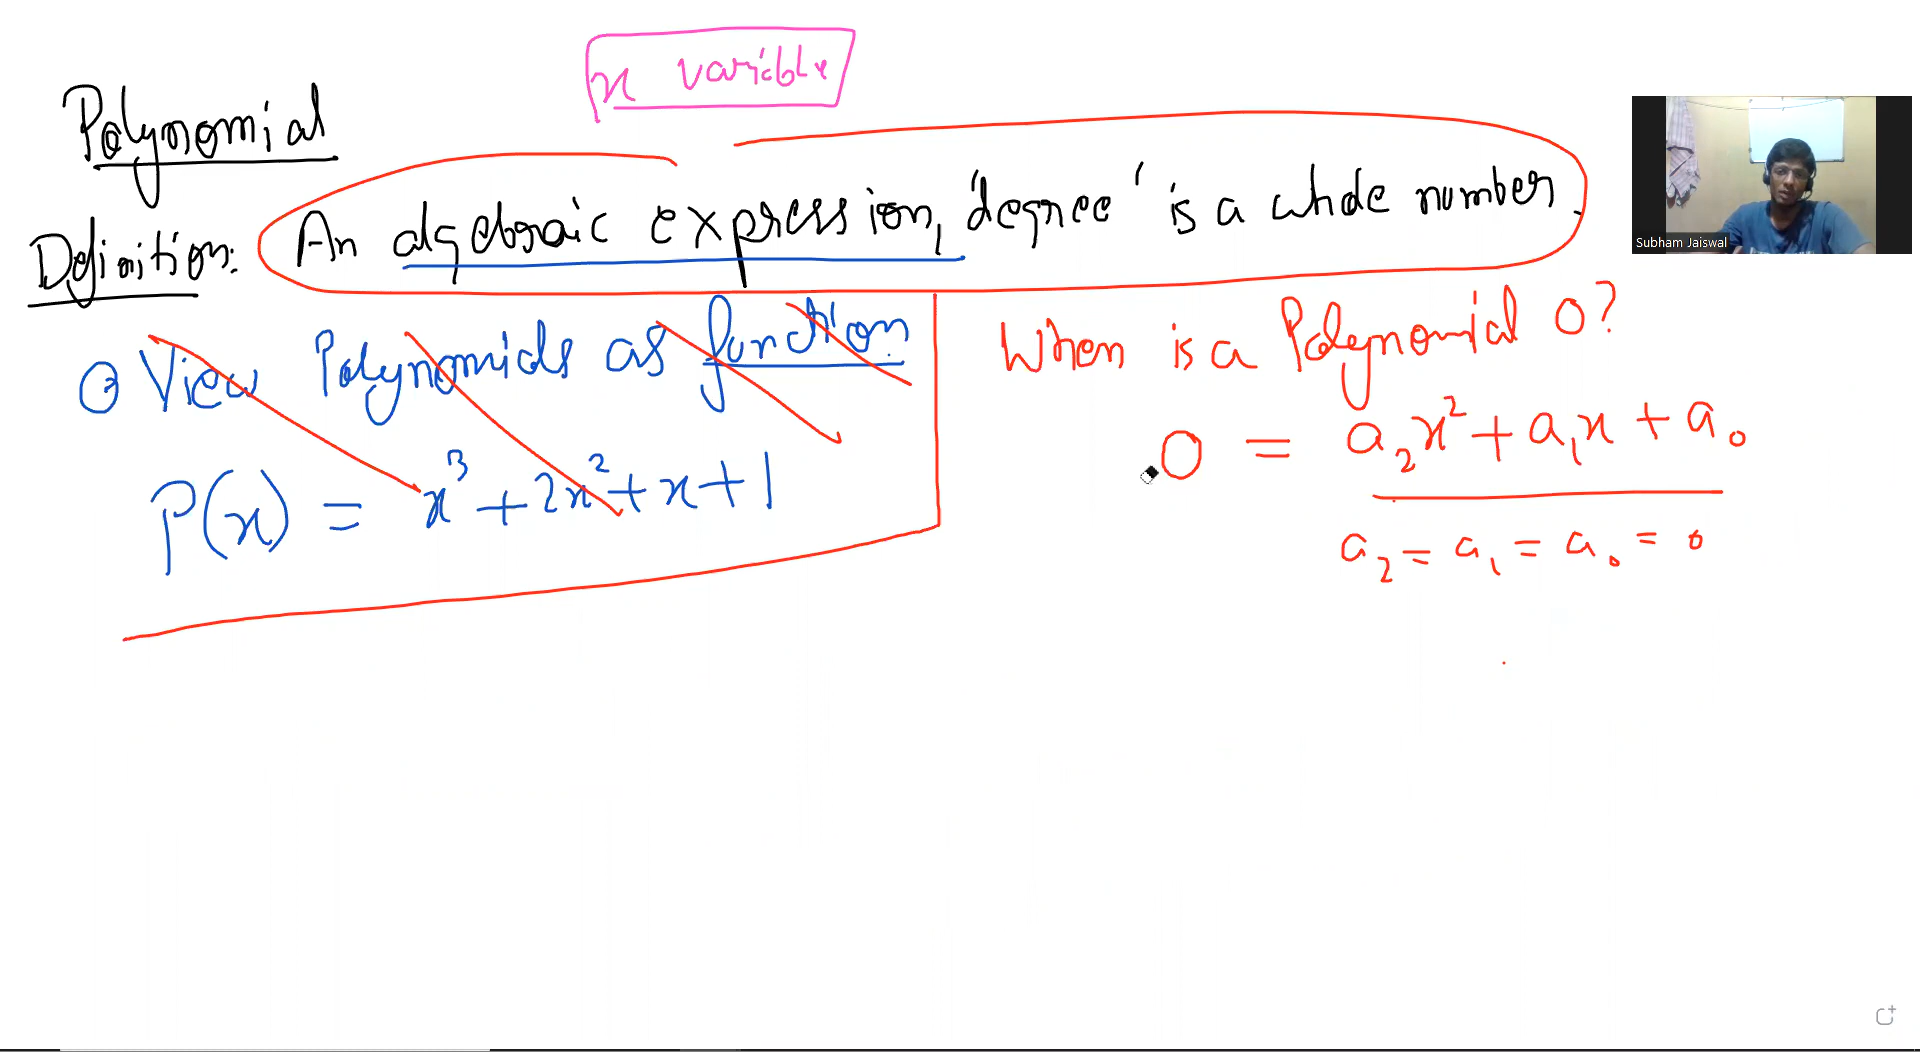 x variable
Polynomial
Definition: An algebraic expression, 'degree' is a whole number.
View Polynomials as function
P(x) = x³ + 2x² + x + 1
When is a Polynomial 0?
0 = a₂x² + a₁x + a₀
a₂ = a₁ = a₀ = 0
Subham Jaiswal